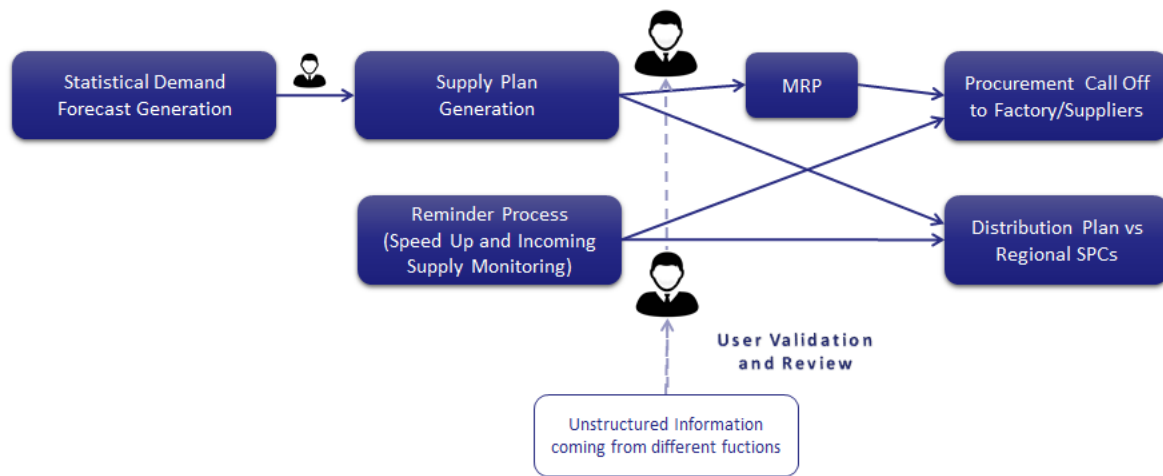 Statistical Demand
Forecast Generation
Supply Plan
Generation
MRP
Procurement Call Off
to Factory/Suppliers
Reminder Process
(Speed Up and Incoming
Supply Monitoring)
Distribution Plan vs
Regional SPCs
User Validation
and Review
Unstructured Information
coming from different fuctions